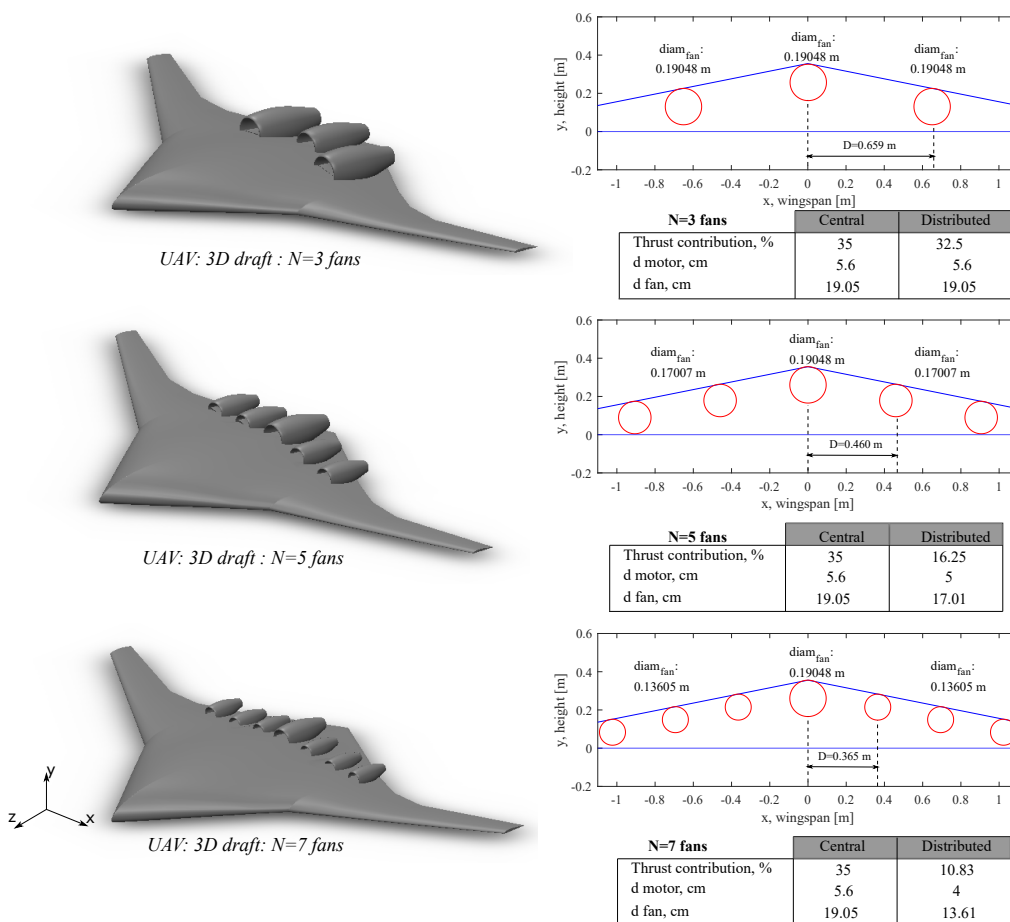 0.6
0.4
0.2
0
-0.2
y, height [m]
diam_fan:
0.19048 m
diam_fan:
0.19048 m
diam_fan:
0.19048 m
D=0.659 m
-1 -0.8 -0.6 -0.4 -0.2 0 0.2 0.4 0.6 0.8 1
x, wingspan [m]
N=3 fans Central Distributed
Thrust contribution, % 35 32.5
d motor, cm 5.6 5.6
d fan, cm 19.05 19.05
UAV: 3D draft : N=3 fans
0.6
0.4
0.2
0
-0.2
y, height [m]
diam_fan:
0.17007 m
diam_fan:
0.19048 m
diam_fan:
0.17007 m
D=0.460 m
-1 -0.8 -0.6 -0.4 -0.2 0 0.2 0.4 0.6 0.8 1
x, wingspan [m]
N=5 fans Central Distributed
Thrust contribution, % 35 16.25
d motor, cm 5.6 5
d fan, cm 19.05 17.01
UAV: 3D draft : N=5 fans
0.6
0.4
0.2
0
-0.2
y, height [m]
diam_fan:
0.13605 m
diam_fan:
0.19048 m
diam_fan:
0.13605 m
D=0.365 m
-1 -0.8 -0.6 -0.4 -0.2 0 0.2 0.4 0.6 0.8 1
x, wingspan [m]
N=7 fans Central Distributed
Thrust contribution, % 35 10.83
d motor, cm 5.6 4
d fan, cm 19.05 13.61
y
z
x
UAV: 3D draft: N=7 fans